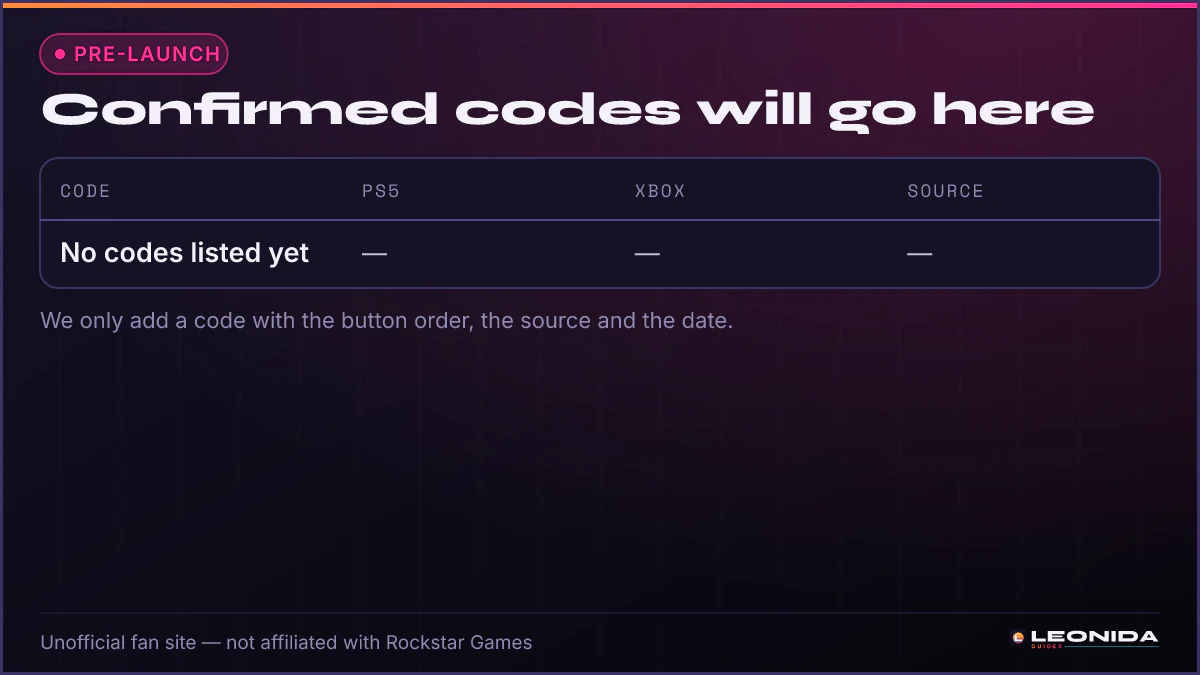 PRE-LAUNCH
Confirmed codes will go here
CODE PS5 XBOX SOURCE
No codes listed yet — — —
We only add a code with the button order, the source and the date.
Unofficial fan site — not affiliated with Rockstar Games
LEONIDA
GUIDES